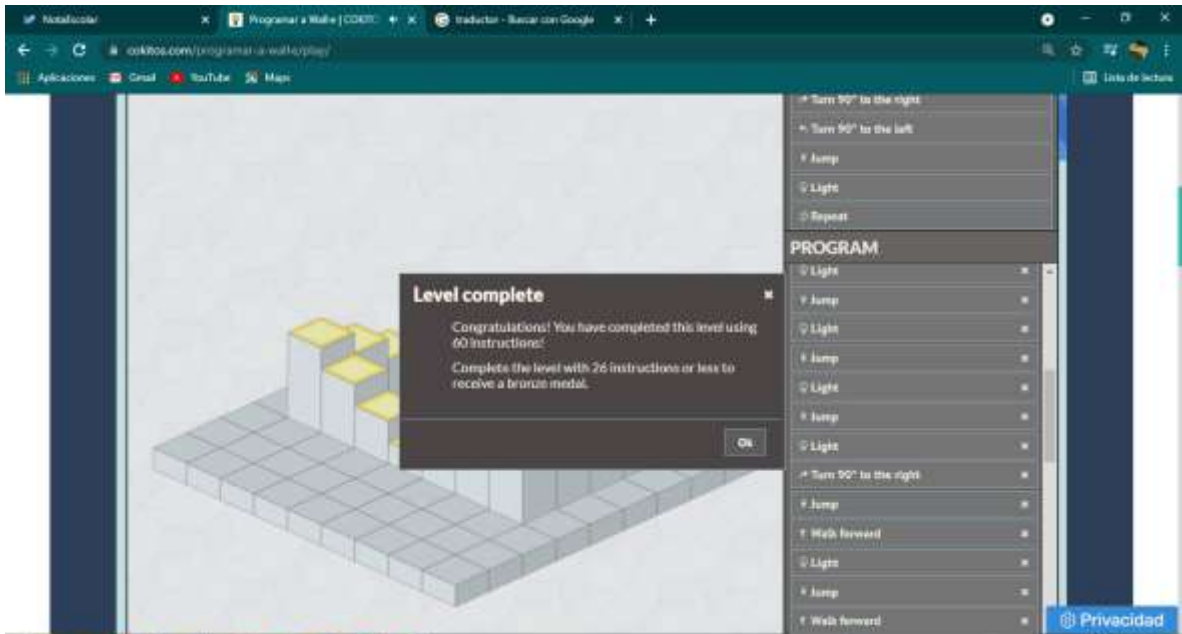 NotaEscolar
Programar a Wall-e | COKITO
traductor - Buscar con Google
cokitos.com/programar-a-wall-e/play/
Aplicaciones
Gmail
YouTube
Maps
Lista de lectura
Turn 90° to the right
Turn 90° to the left
Jump
Light
Repeat
PROGRAM
Light
Jump
Light
Jump
Light
Jump
Light
Turn 90° to the right
Jump
Walk forward
Light
Jump
Walk forward
Level complete
Congratulations! You have completed this level using
60 instructions!
Complete the level with 26 instructions or less to
receive a bronze medal.
Ok
Privacidad